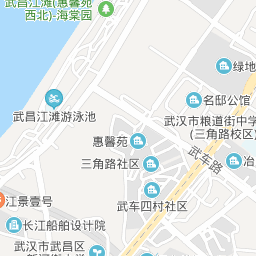 武昌江滩(惠馨苑
西北)-海棠园
绿地
名邸公馆
武昌江滩游泳池
武汉市粮道街中学
(三角路校区)
惠馨苑
三角路社区
武车路
冶
武车四村社区
江景壹号
长江船舶设计院
武汉市武昌区